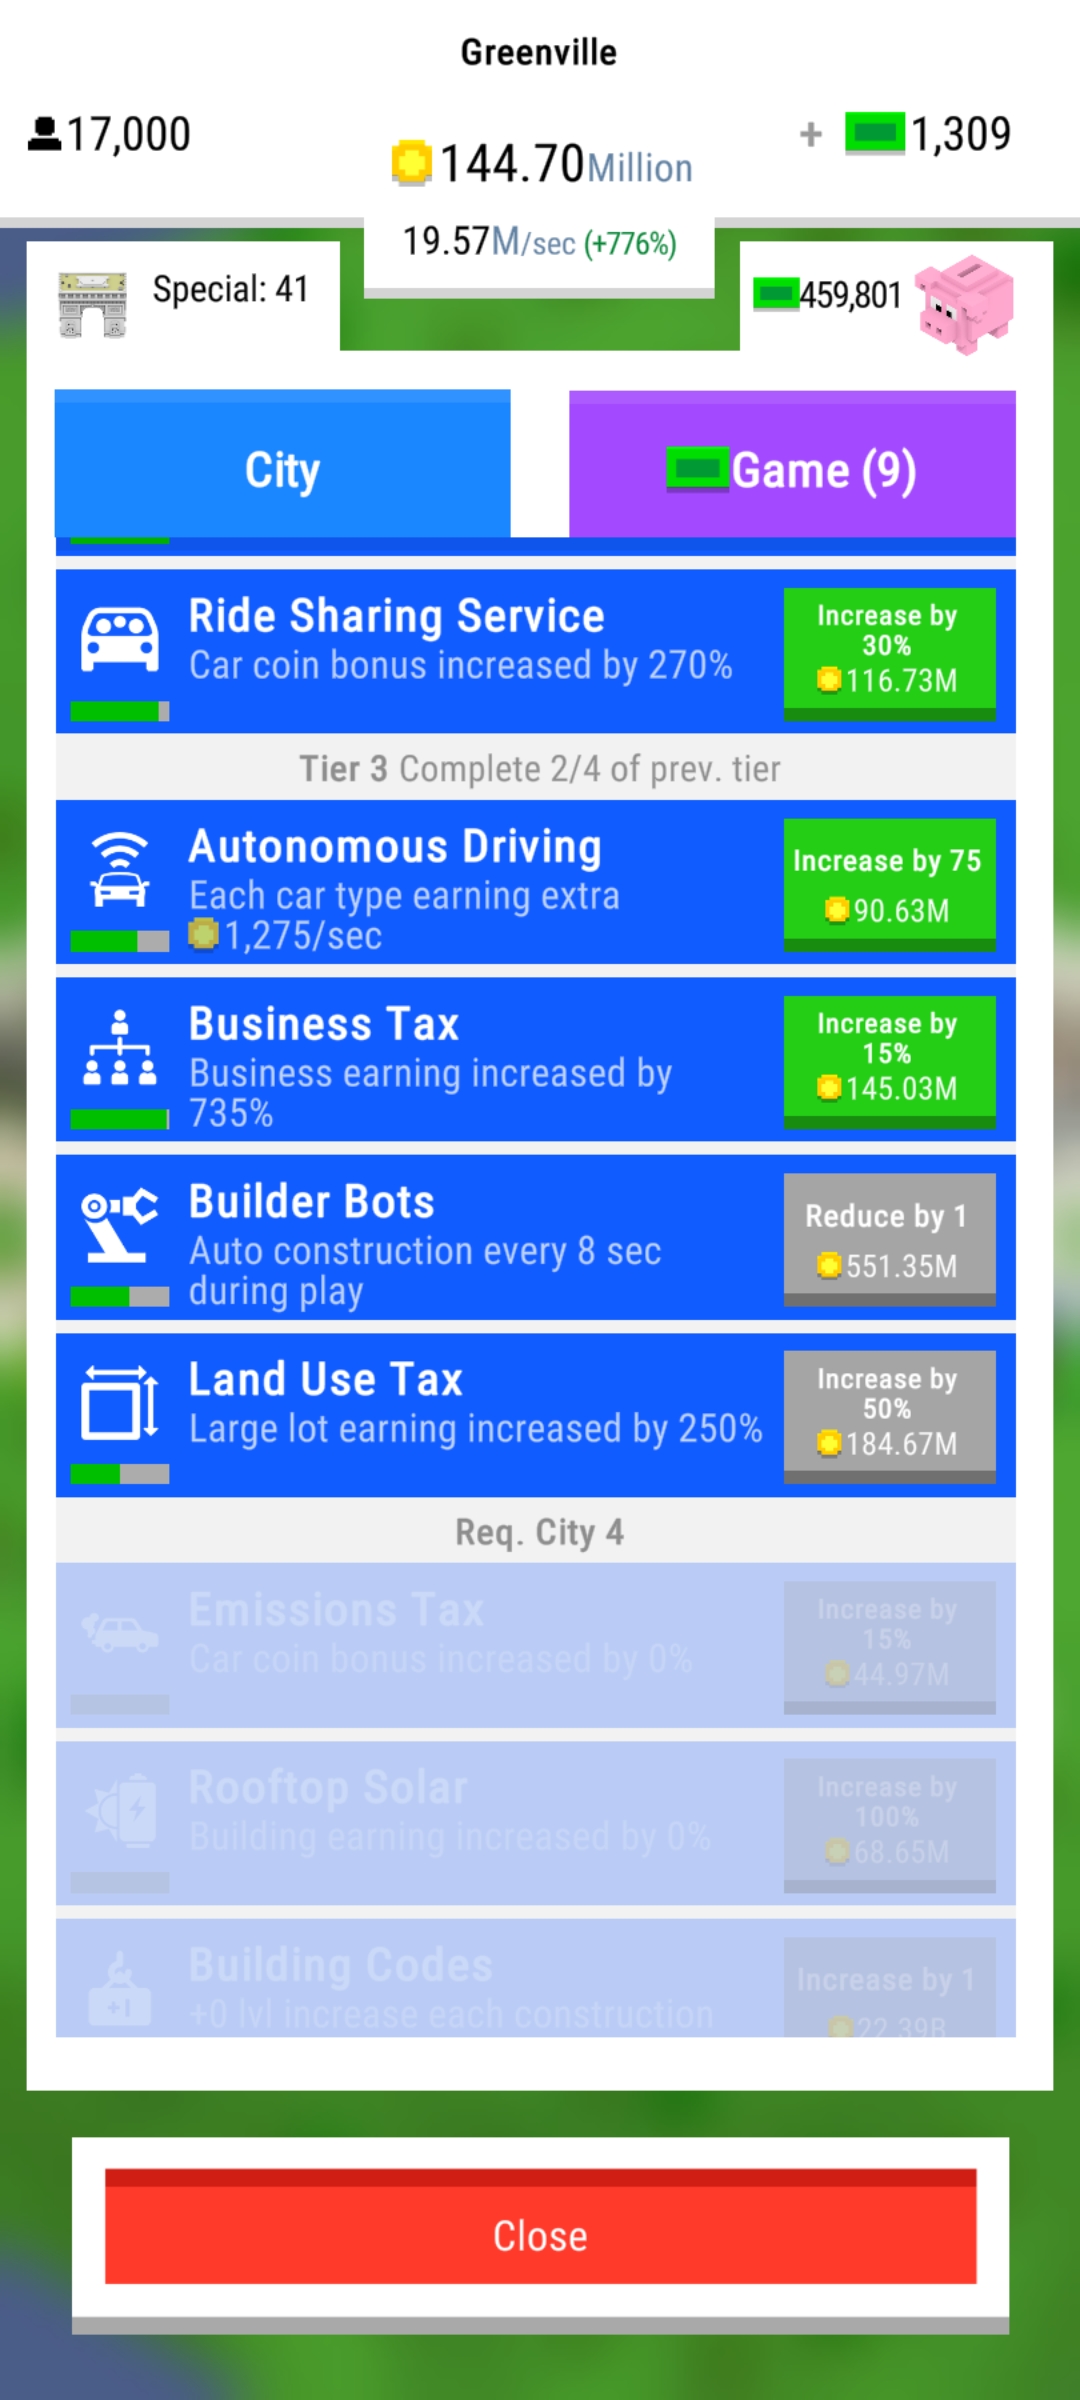 Greenville
17,000
144.70Million
+ 1,309
19.57M/sec (+776%)
Special: 41
459,801
City
Game (9)
Ride Sharing Service
Car coin bonus increased by 270%
Increase by
30%
116.73M
Tier 3 Complete 2/4 of prev. tier
Autonomous Driving
Each car type earning extra
1,275/sec
Increase by 75
90.63M
Business Tax
Business earning increased by
735%
Increase by
15%
145.03M
Builder Bots
Auto construction every 8 sec
during play
Reduce by 1
551.35M
Land Use Tax
Large lot earning increased by 250%
Increase by
50%
184.67M
Req. City 4
Emissions Tax
Car coin bonus increased by 0%
Increase by
15%
44.97M
Rooftop Solar
Building earning increased by 0%
Increase by
100%
68.65M
Building Codes
+0 lvl increase each construction
+1
Increase by 1
22.39B
Close